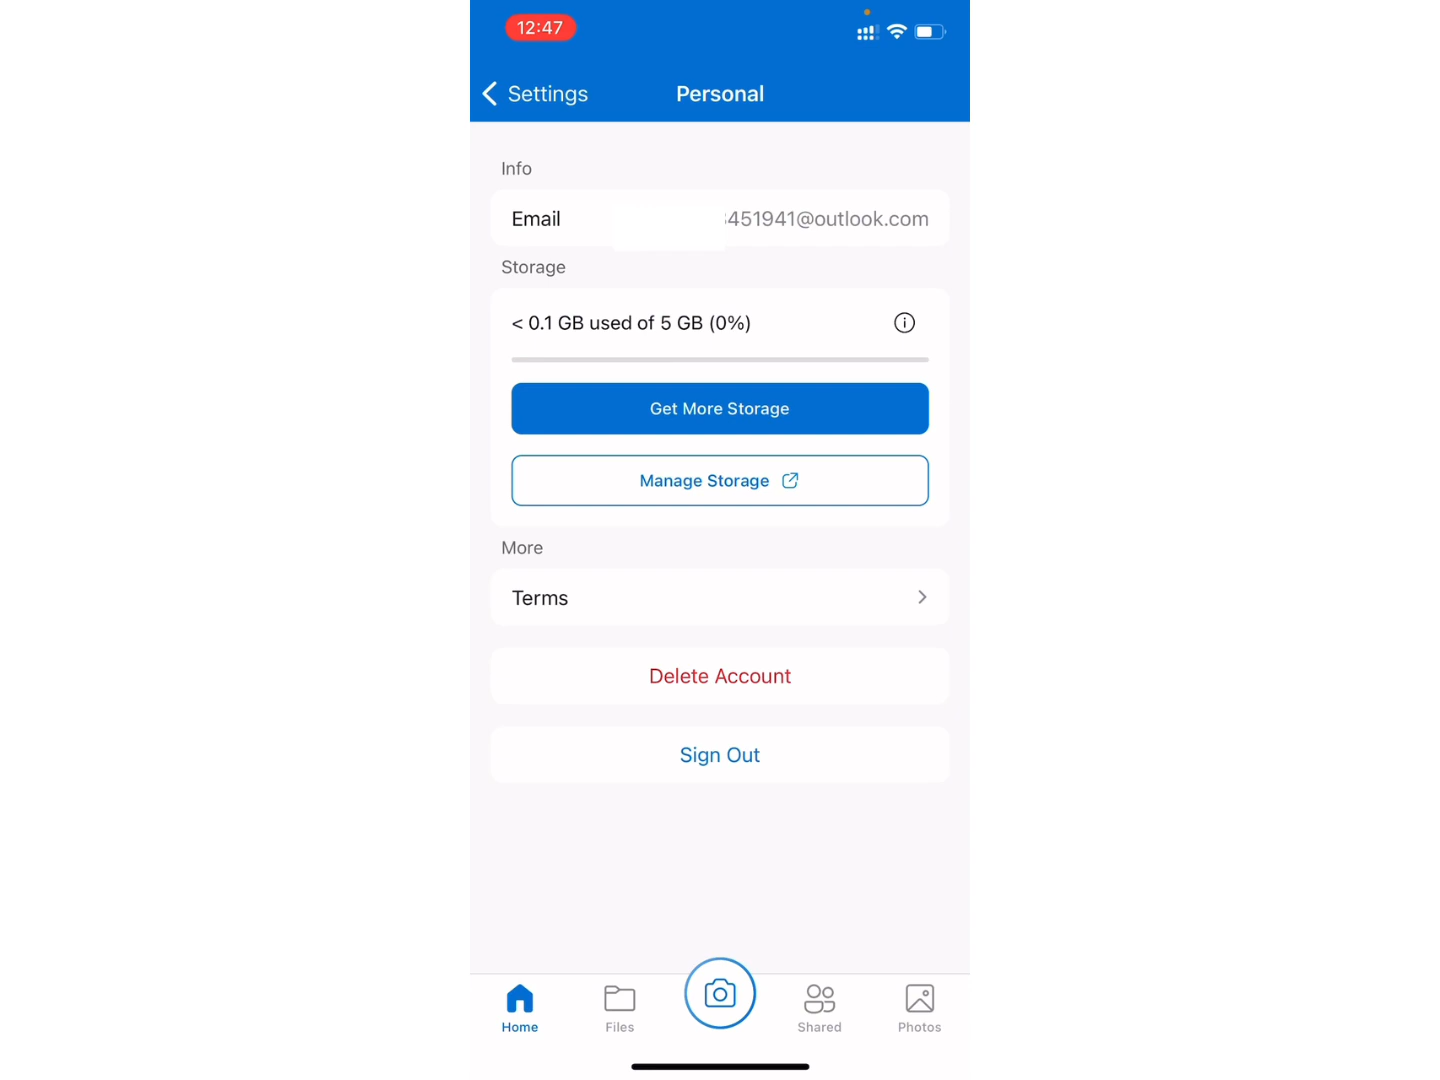 12:47
Settings
Personal
Info
Email
451941@outlook.com
Storage
< 0.1 GB used of 5 GB (0%)
Get More Storage
Manage Storage
More
Terms
Delete Account
Sign Out
Home
Files
Shared
Photos